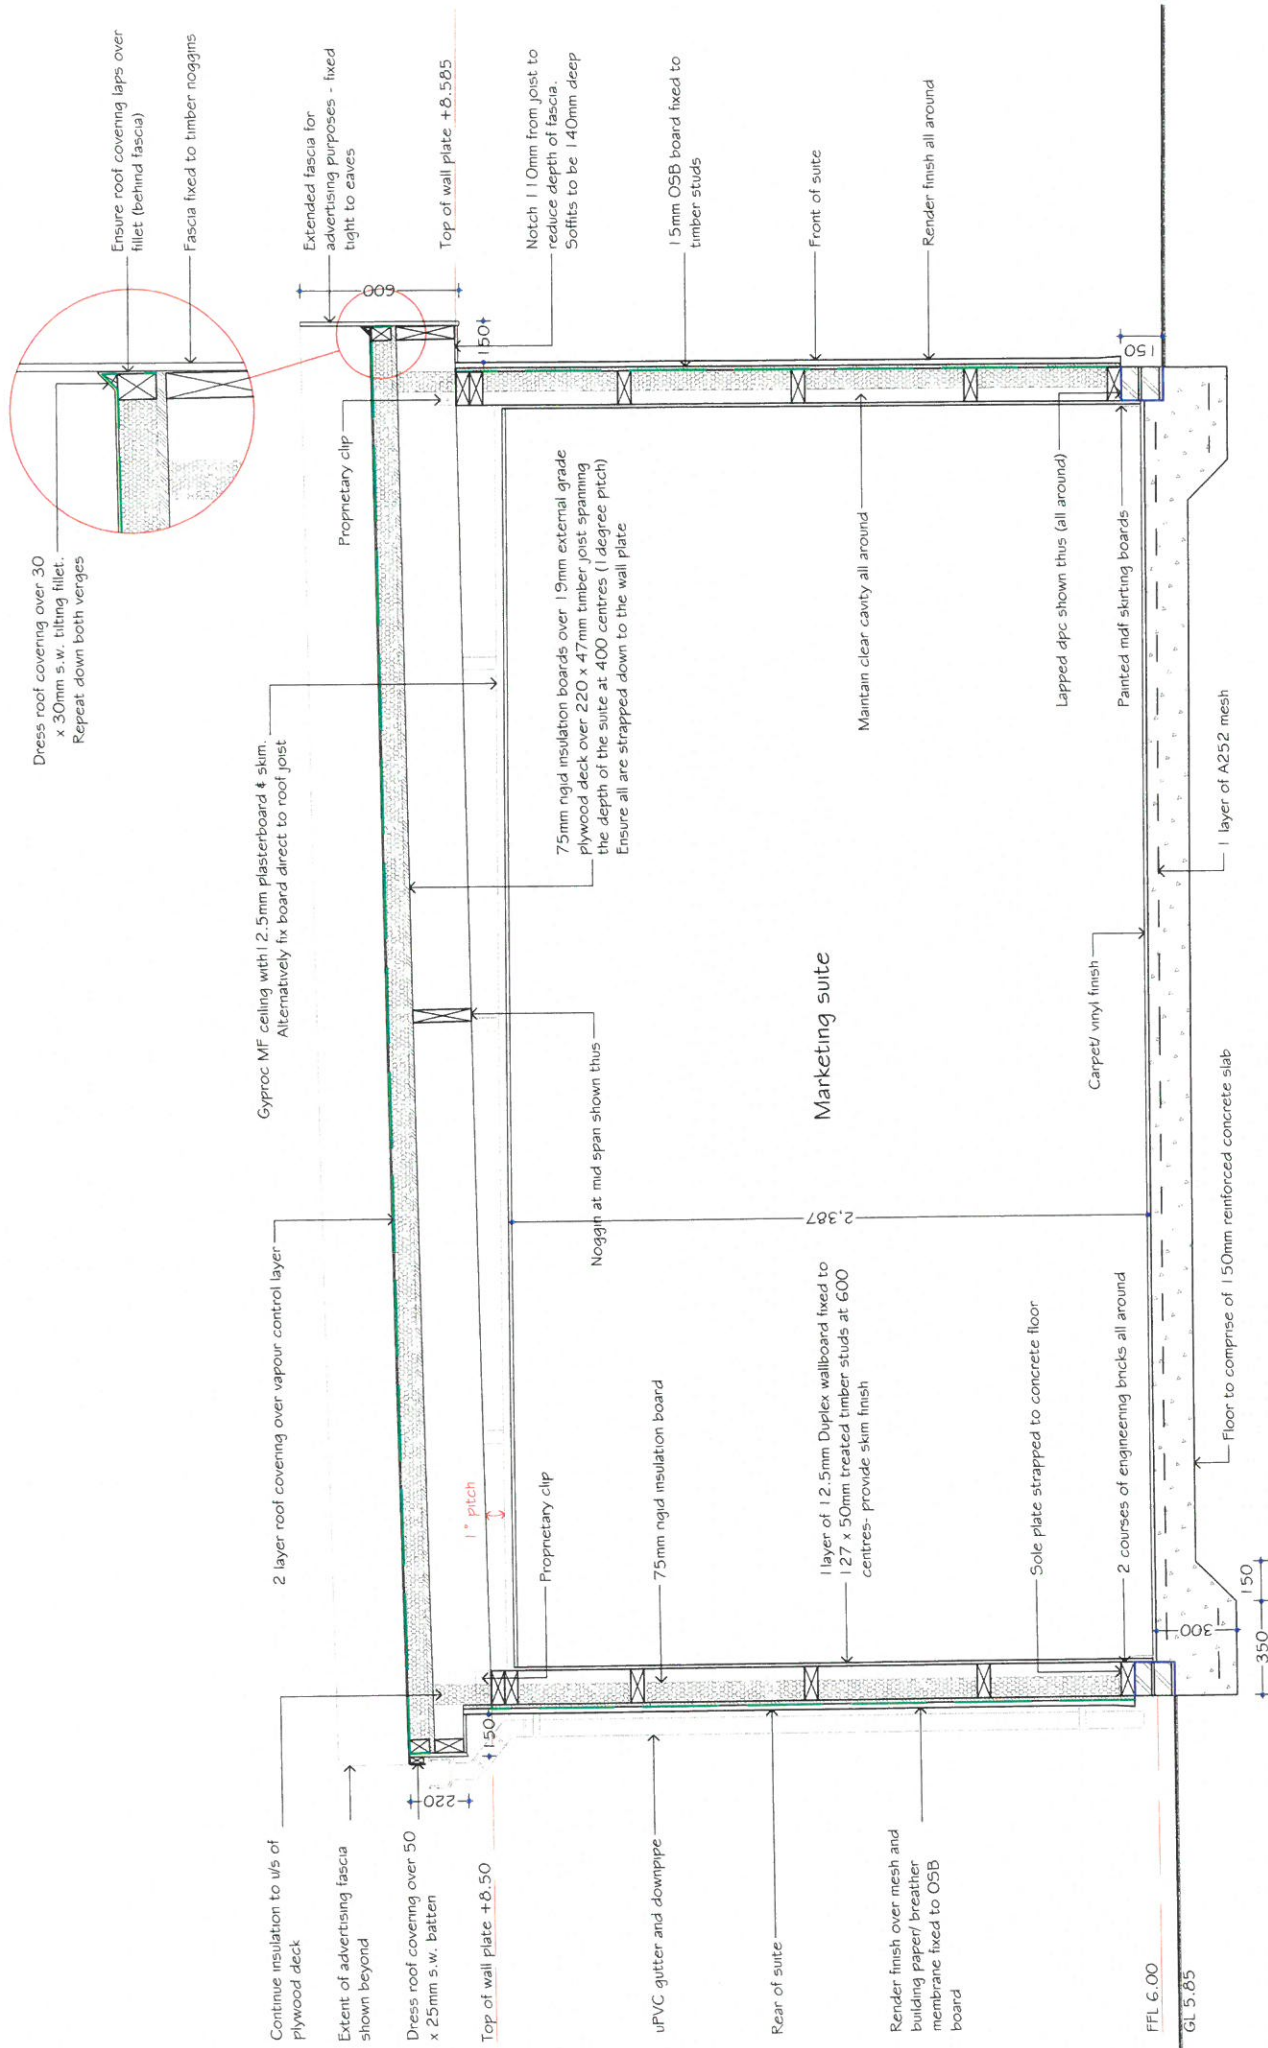 Ensure roof covering laps over
fillet (behind fascia)
Fascia fixed to timber noggins
Extended fascia for
advertising purposes - fixed
tight to eaves
Top of wall plate +8.585
Notch 110mm from joist to
reduce depth of fascia.
Soffits to be 140mm deep
15mm OSB board fixed to
timber studs
Front of suite
Render finish all around
600
150
150
Dress roof covering over 30
x 30mm s.w. tilting fillet.
Repeat down both verges
Proprietary clip
Gyproc MF ceiling with 12.5mm plasterboard & skim.
Alternatively fix board direct to roof joist
75mm rigid insulation boards over 19mm external grade
plywood deck over 220 x 47mm timber joist spanning
the depth of the suite at 400 centres (1 degree pitch)
Ensure all are strapped down to the wall plate
Maintain clear cavity all around
Lapped dpc shown thus (all around)
Painted mdf skirting boards
1 layer of A252 mesh
Noggin at mid span shown thus
Marketing suite
Carpet/ vinyl finish
2,387
2 layer roof covering over vapour control layer
1° pitch
Proprietary clip
75mm rigid insulation board
1 layer of 12.5mm Duplex wallboard fixed to
127 x 50mm treated timber studs at 600
centres- provide skim finish
Sole plate strapped to concrete floor
2 courses of engineering bricks all around
Floor to comprise of 150mm reinforced concrete slab
150
300
350
150
220
Continue insulation to u/s of
plywood deck
Extent of advertising fascia
shown beyond
Dress roof covering over 50
x 25mm s.w. batten
Top of wall plate +8.50
uPVC gutter and downpipe
Rear of suite
Render finish over mesh and
building paper/ breather
membrane fixed to OSB
board
FFL 6.00
GL 5.85